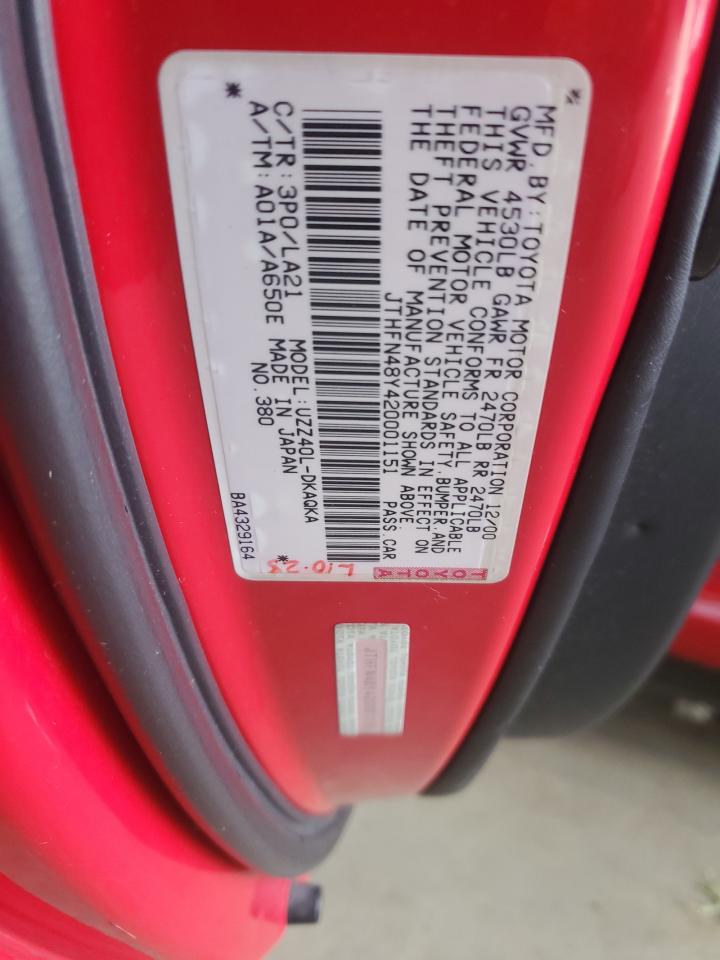 MFD. BY: TOYOTA MOTOR CORPORATION 12/00
GVWR 4530LB GAWR FR 2470LB RR 2470LB
THIS VEHICLE CONFORMS TO ALL APPLICABLE
FEDERAL MOTOR VEHICLE SAFETY, BUMPER, AND
THEFT PREVENTION STANDARDS IN EFFECT ON
THE DATE OF MANUFACTURE SHOWN ABOVE.
JTHFN48Y420001151 PASS.CAR
TOYOTA
C/TR: 3P0/LA21 MODEL: UZZ40L-DKAQKA
A/TM: A01A/A650E MADE IN JAPAN
NO. 380
L10.23
BA4329164